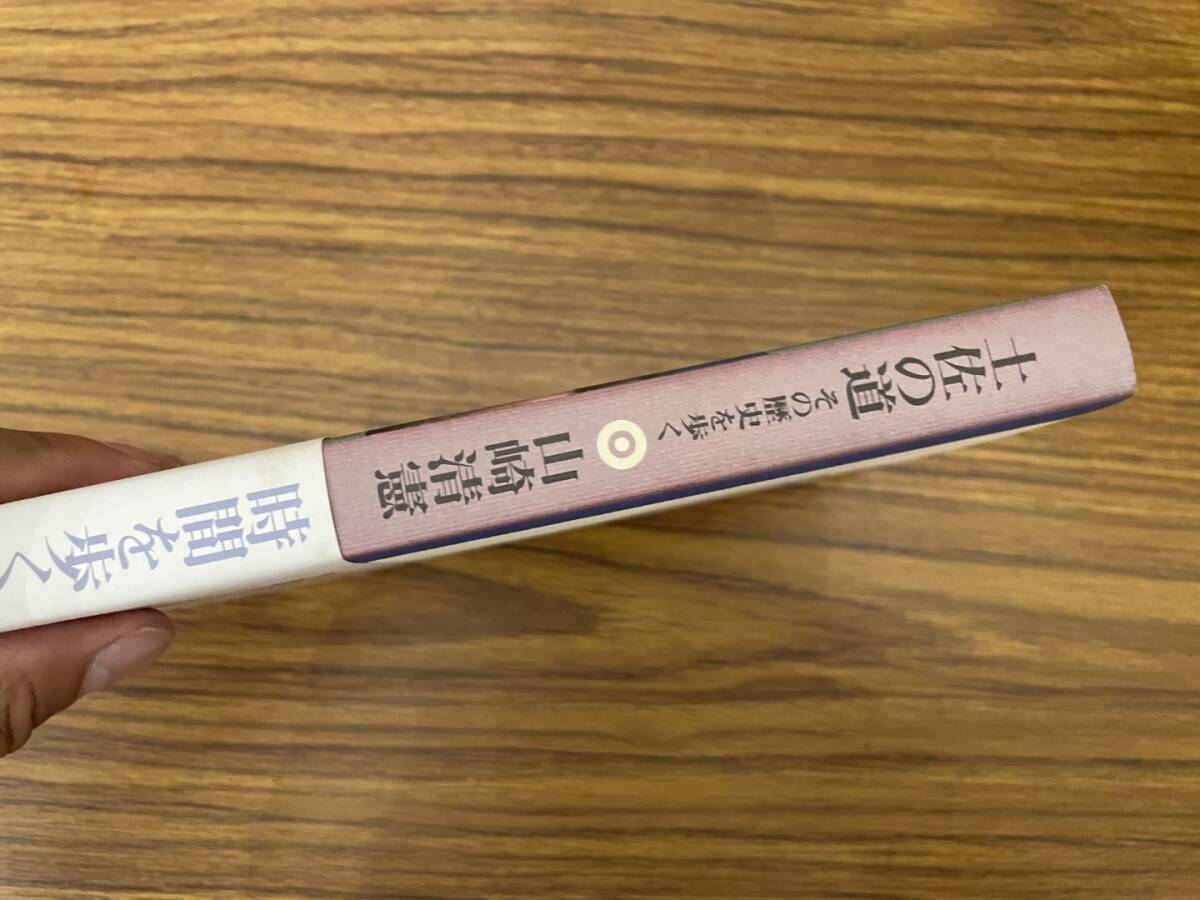 土佐の道
その歴史を歩く
山崎清憲
時間を歩く